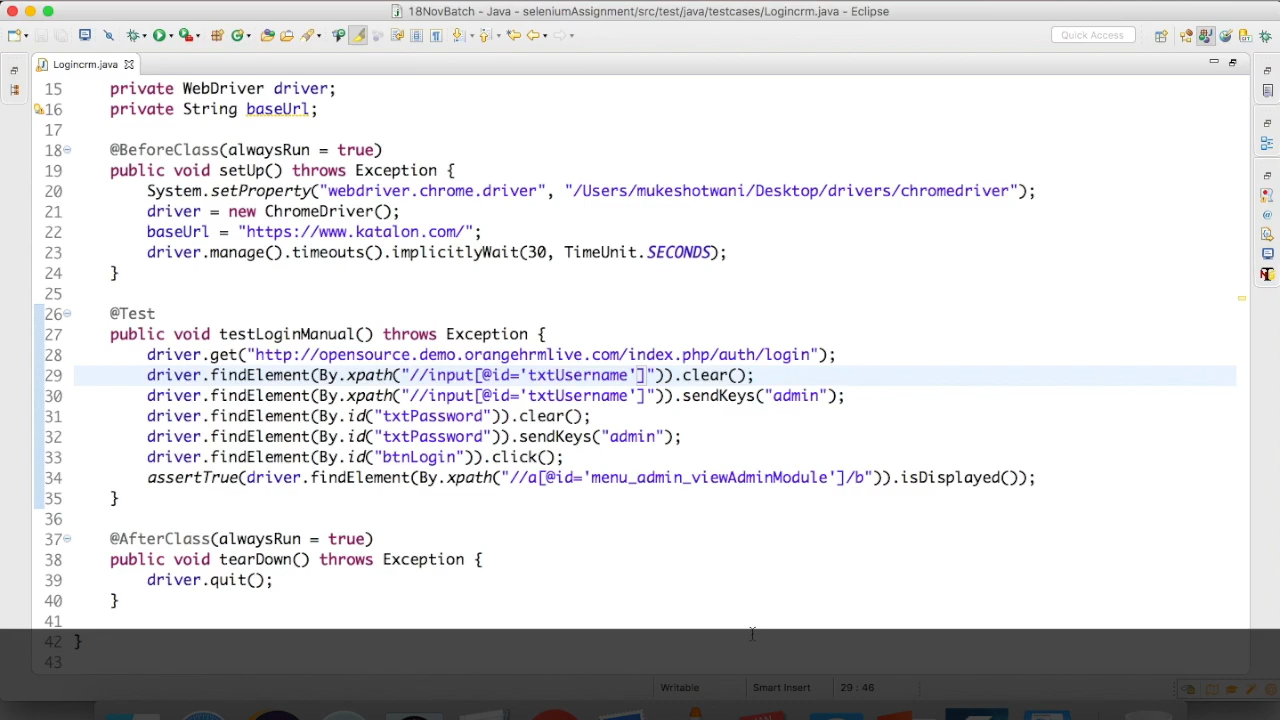 18NovBatch - Java - seleniumAssignment/src/test/java/testcases/Logincrm.java - Eclipse
Quick Access
Logincrm.java
15 private WebDriver driver;
16 private String baseUrl;
17
18 @BeforeClass(alwaysRun = true)
19 public void setUp() throws Exception {
20 System.setProperty("webdriver.chrome.driver", "/Users/mukeshotwani/Desktop/drivers/chromedriver");
21 driver = new ChromeDriver();
22 baseUrl = "https://www.katalon.com/";
23 driver.manage().timeouts().implicitlyWait(30, TimeUnit.SECONDS);
24 }
25
26 @Test
27 public void testLoginManual() throws Exception {
28 driver.get("http://opensource.demo.orangehrmlive.com/index.php/auth/login");
29 driver.findElement(By.xpath("//input[@id='txtUsername']")).clear();
30 driver.findElement(By.xpath("//input[@id='txtUsername']")).sendKeys("admin");
31 driver.findElement(By.id("txtPassword")).clear();
32 driver.findElement(By.id("txtPassword")).sendKeys("admin");
33 driver.findElement(By.id("btnLogin")).click();
34 assertTrue(driver.findElement(By.xpath("//a[@id='menu_admin_viewAdminModule']/b")).isDisplayed());
35 }
36
37 @AfterClass(alwaysRun = true)
38 public void tearDown() throws Exception {
39 driver.quit();
40 }
41
42 }
43
Writable Smart Insert 29 : 46